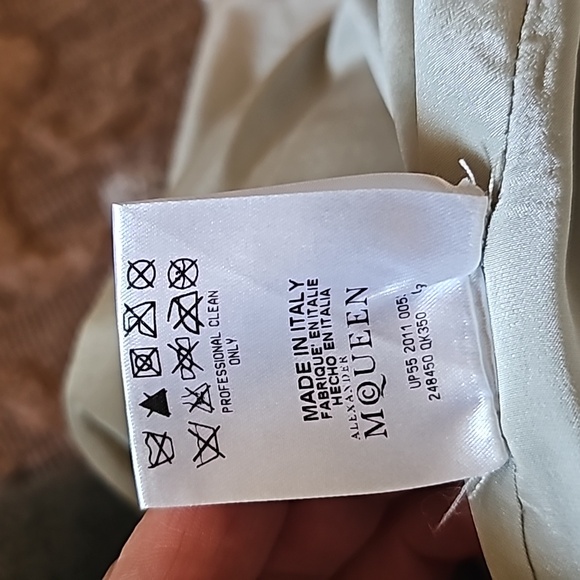 PROFESSIONAL CLEAN
ONLY
MADE IN ITALY
FABRIQUE' EN ITALIE
HECHO EN ITALIA
ALEXANDER
MCQUEEN
UP55 2011 005.
248450 QK350